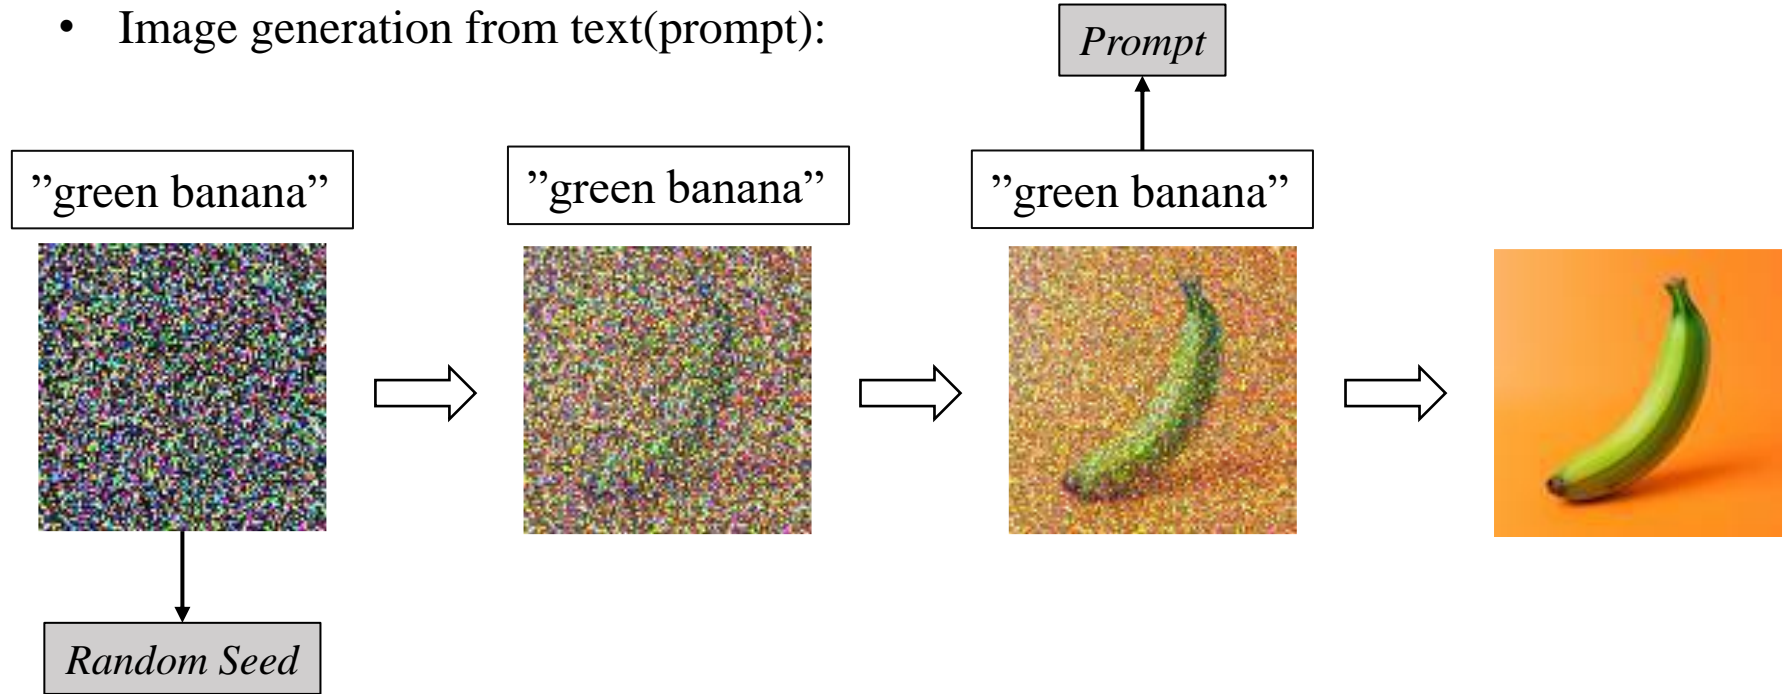 • Image generation from text(prompt):
Prompt
”green banana”
”green banana”
”green banana”
Random Seed